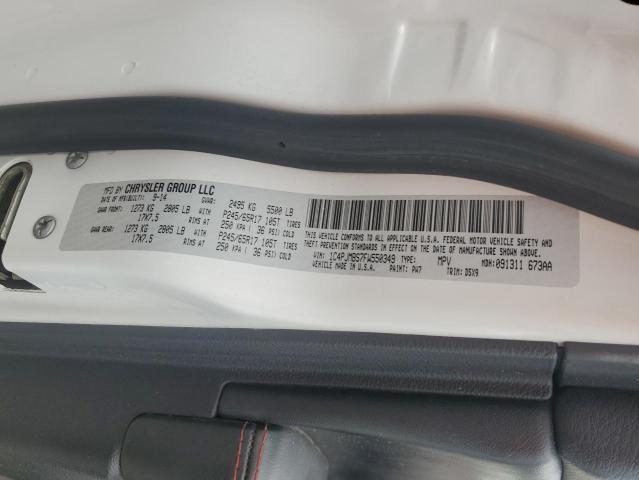 MFD BY CHRYSLER GROUP LLC
DATE OF MFR(BUILT): 9-14 GVWR: 2495 KG 5500 LB
GAWR FRONT: 1273 KG 2805 LB WITH P245/65R17 105T TIRES
17X7.5 RIMS AT 250 KPA ( 36 PSI) COLD
GAWR REAR: 1273 KG 2805 LB WITH P245/65R17 105T TIRES
17X7.5 RIMS AT 250 KPA ( 36 PSI) COLD
THIS VEHICLE CONFORMS TO ALL APPLICABLE U.S.A. FEDERAL MOTOR VEHICLE SAFETY AND
THEFT PREVENTION STANDARDS IN EFFECT ON THE DATE OF MANUFACTURE SHOWN ABOVE.
VEHICLE MADE IN U.S.A. MDH:091311 673AA
VIN: 1C4PJMBS7FW550349 TYPE: MPV
PAINT: PW7 TRIM: D5X9